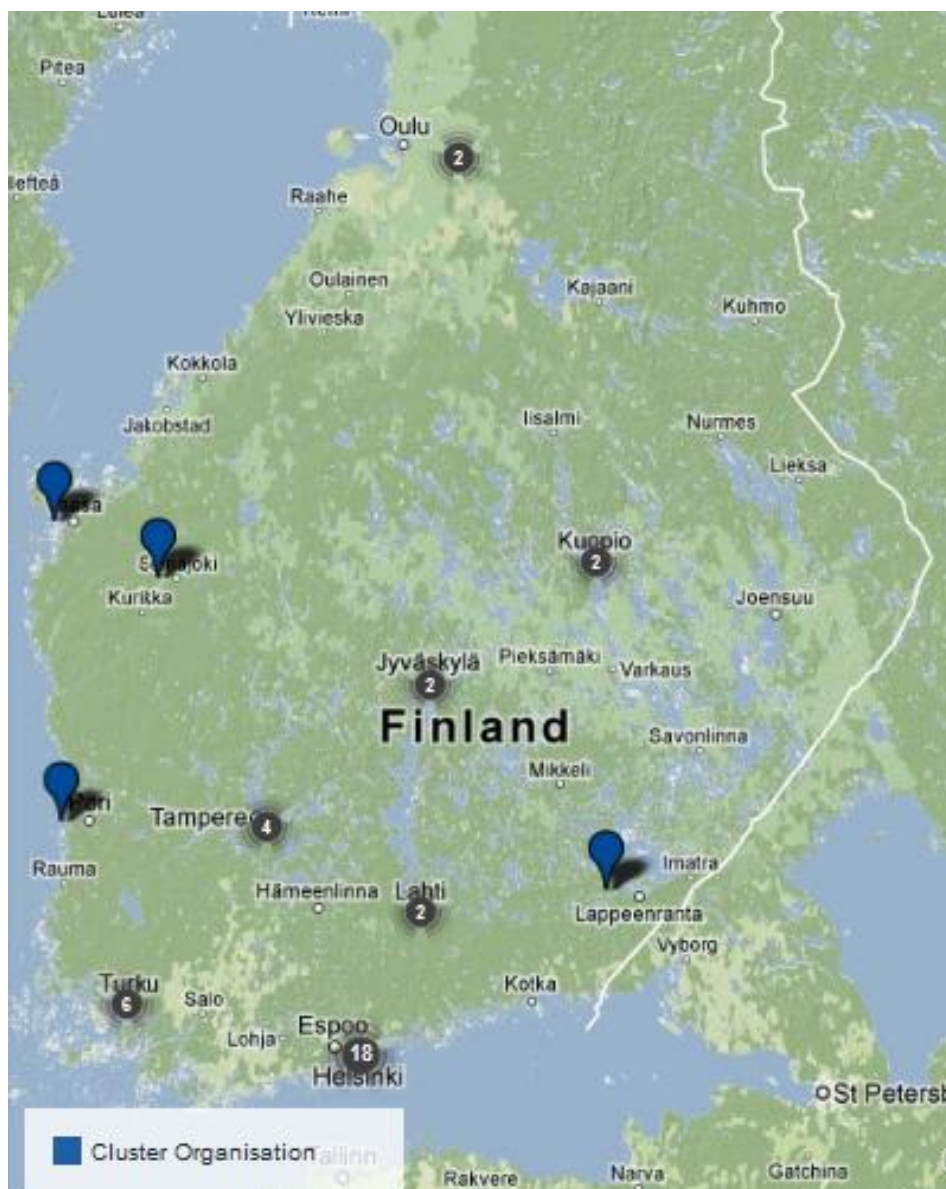 Pitea
Oulu
2
lefteå
Raahe
Oulainen
Kajaani
Kuhmo
Ylivieska
Kokkola
Jakobstad
Iisalmi
Nurmes
Lieksa
Kuopio
2
Kurikka
Joensuu
Jyväskylä
2
Pieksämäki
Varkaus
Finland
Savonlinna
Mikkeli
Tampere
4
Rauma
Imatra
Hämeenlinna
Lahti
2
Lappeenranta
Vyborg
Turku
6
Salo
Kotka
Lohja
Espoo
18
Helsinki
St Petersb
Cluster Organisation
Tallinn
Rakvere
Narva
Gatchina